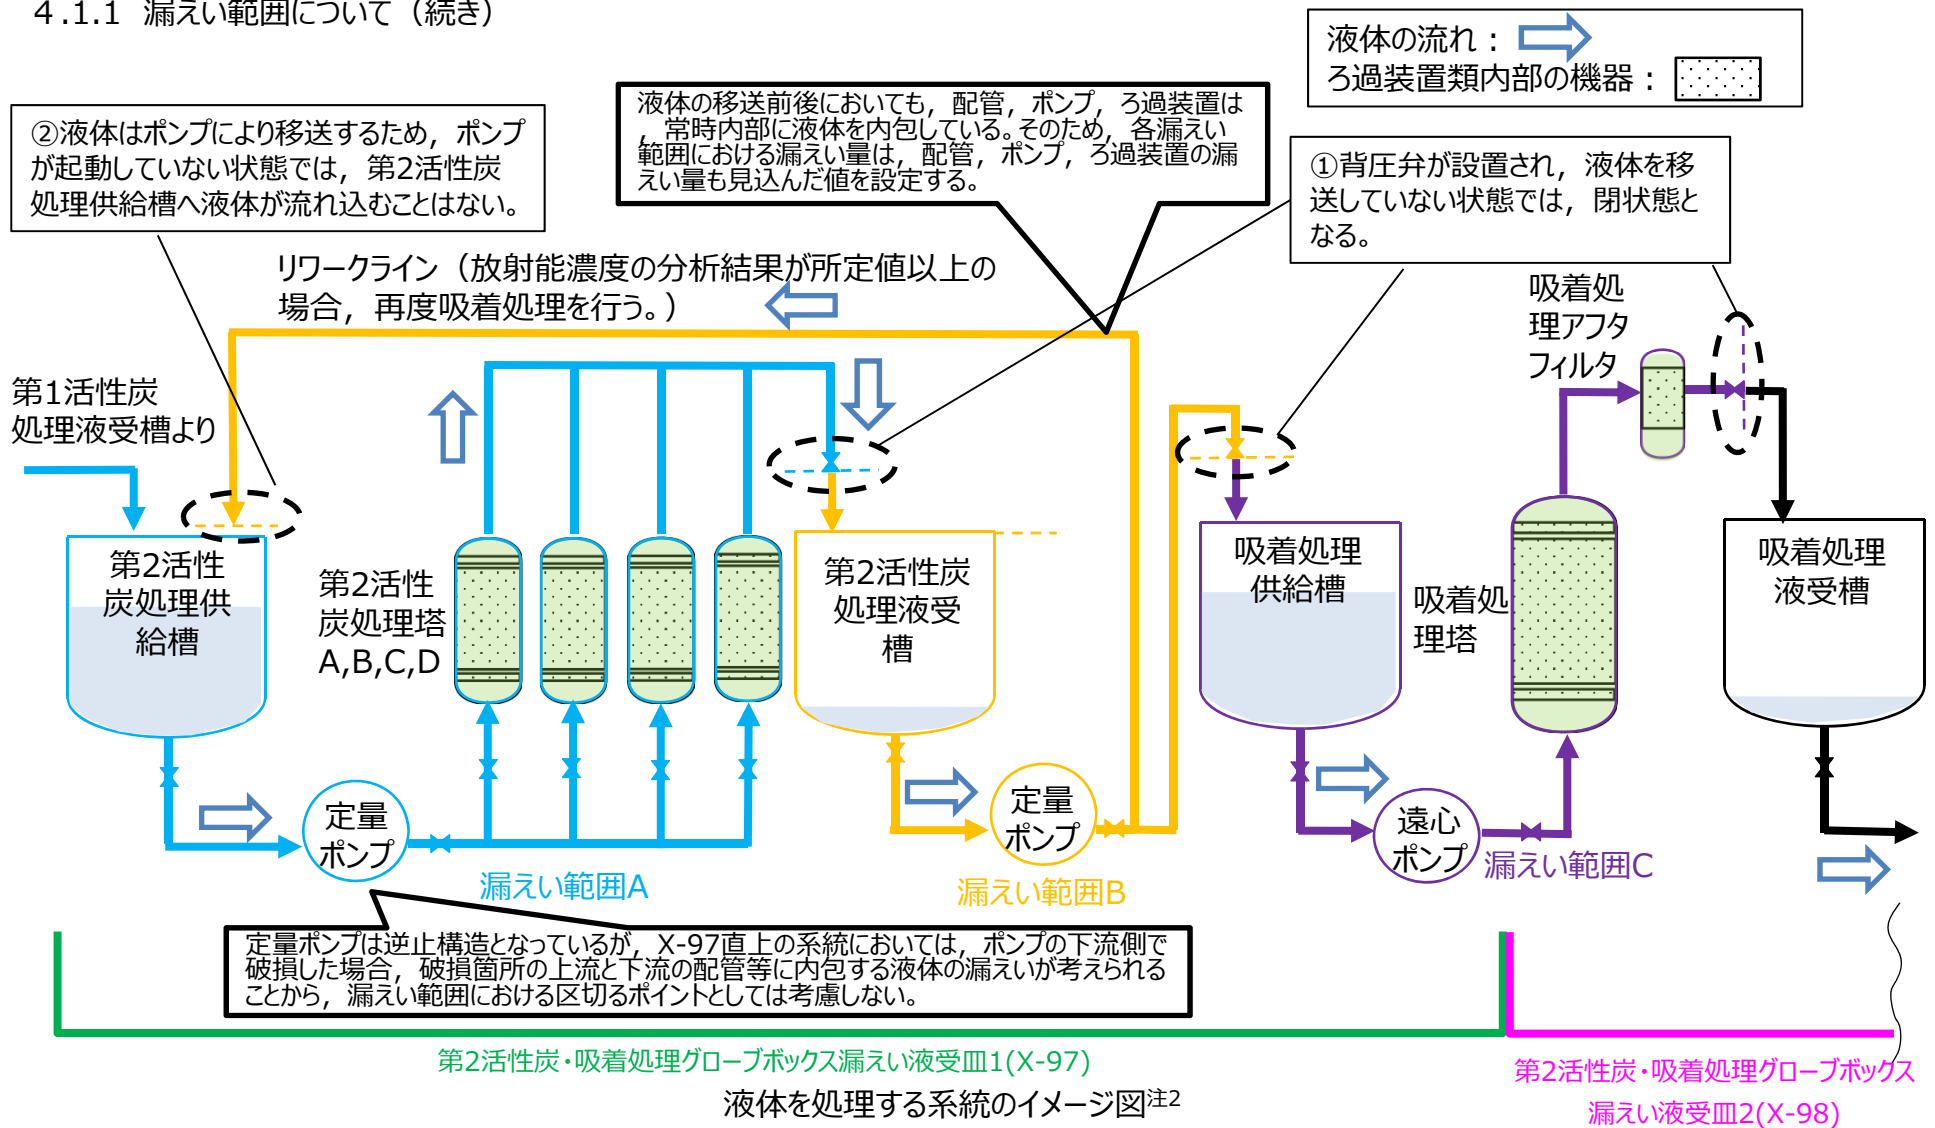 4.1.1 漏えい範囲について（続き）
液体の流れ：
ろ過装置類内部の機器：
②液体はポンプにより移送するため，ポンプ
が起動していない状態では，第2活性炭
処理供給槽へ液体が流れ込むことはない。
液体の移送前後においても，配管，ポンプ，ろ過装置は
，常時内部に液体を内包している。そのため，各漏えい
範囲における漏えい量は，配管，ポンプ，ろ過装置の漏
えい量も見込んだ値を設定する。
①背圧弁が設置され，液体を移
送していない状態では，閉状態と
なる。
リワークライン（放射能濃度の分析結果が所定値以上の
場合，再度吸着処理を行う。）
吸着処
理アフタ
フィルタ
第1活性炭
処理液受槽より
第2活性
炭処理供
給槽
第2活性
炭処理塔
A,B,C,D
第2活性炭
処理液受
槽
吸着処理
供給槽
吸着処
理塔
吸着処理
液受槽
定量
ポンプ
定量
ポンプ
遠心
ポンプ
漏えい範囲A
漏えい範囲B
漏えい範囲C
定量ポンプは逆止構造となっているが，X-97直上の系統においては，ポンプの下流側で
破損した場合，破損箇所の上流と下流の配管等に内包する液体の漏えいが考えられる
ことから，漏えい範囲における区切るポイントとしては考慮しない。
第2活性炭・吸着処理グローブボックス漏えい液受皿1(X-97)
第2活性炭・吸着処理グローブボックス
漏えい液受皿2(X-98)
液体を処理する系統のイメージ図注2